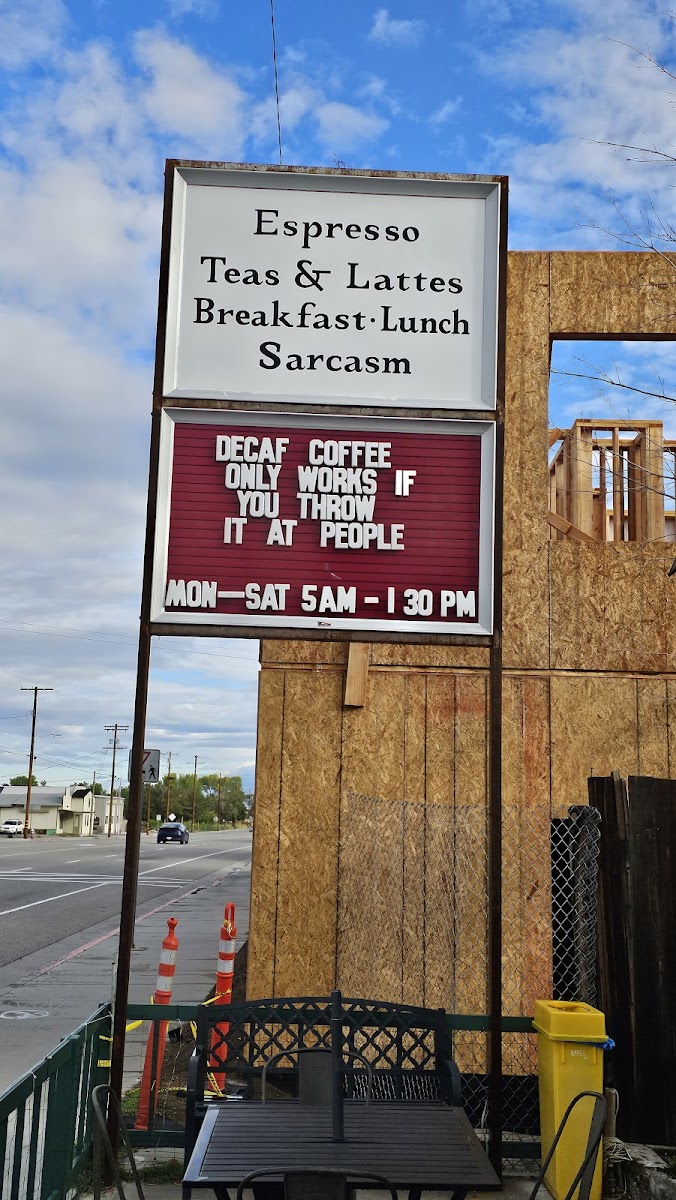 Espresso
Teas & Lattes
Breakfast·Lunch
Sarcasm
DECAF COFFEE
ONLY WORKS IF
YOU THROW
IT AT PEOPLE
MON—SAT 5AM - 1 30 PM